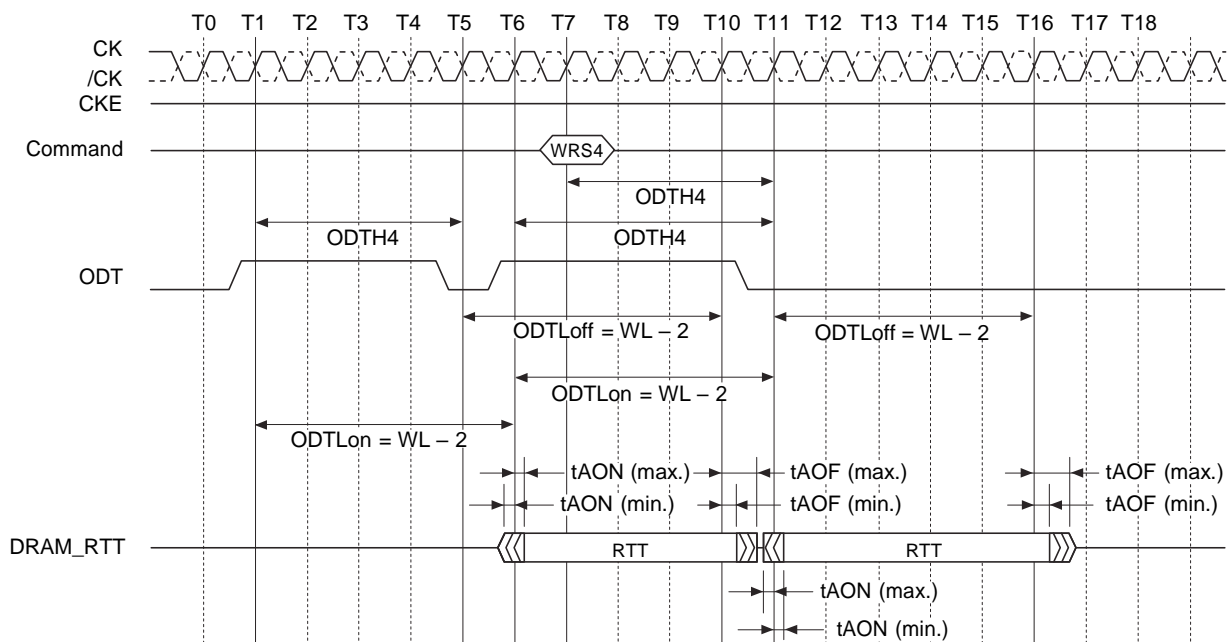 T0 T1 T2 T3 T4 T5 T6 T7 T8 T9 T10 T11 T12 T13 T14 T15 T16 T17 T18
CK
/CK
CKE
Command
WRS4
ODTH4
ODTH4 ODTH4
ODT
ODTLoff = WL – 2 ODTLoff = WL – 2
ODTLon = WL – 2
ODTLon = WL – 2
tAON (max.) tAOF (max.) tAOF (max.)
tAON (min.) tAOF (min.) tAOF (min.)
DRAM_RTT
RTT RTT
tAON (max.)
tAON (min.)